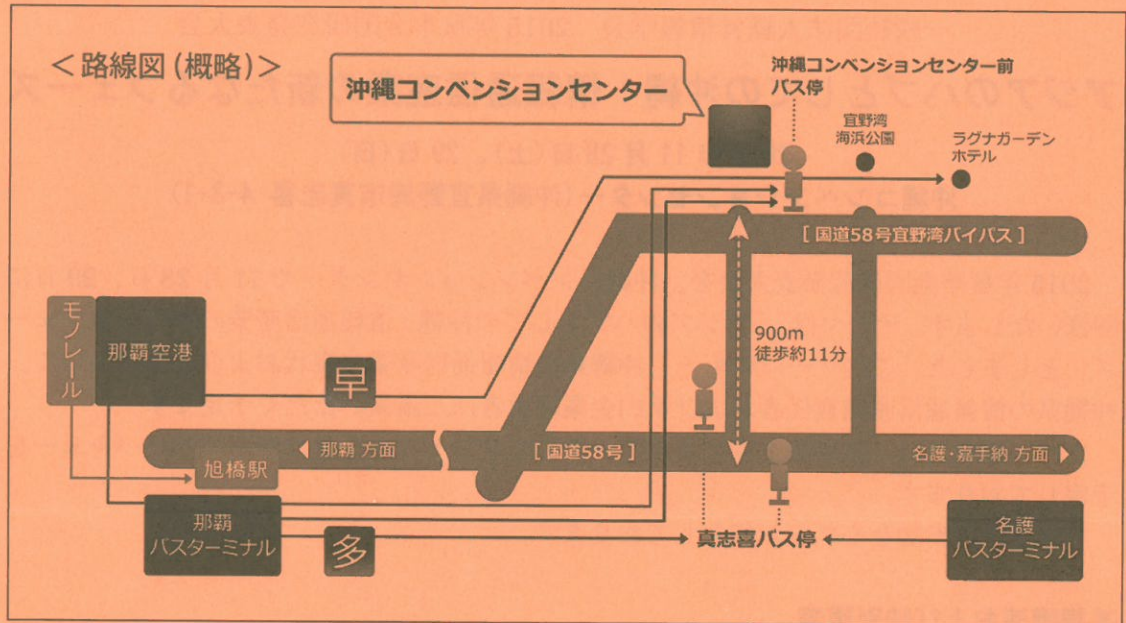 ＜路線図（概略）＞
沖縄コンベンションセンター
沖縄コンベンションセンター前
バス停
宜野湾
海浜公園
ラグナガーデン
ホテル
［国道58号宜野湾バイパス］
モノレール
那覇空港
早
900m
徒歩約11分
那覇 方面
［国道58号］
名護・嘉手納 方面
旭橋駅
那覇
バスターミナル
多
真志喜バス停
名護
バスターミナル